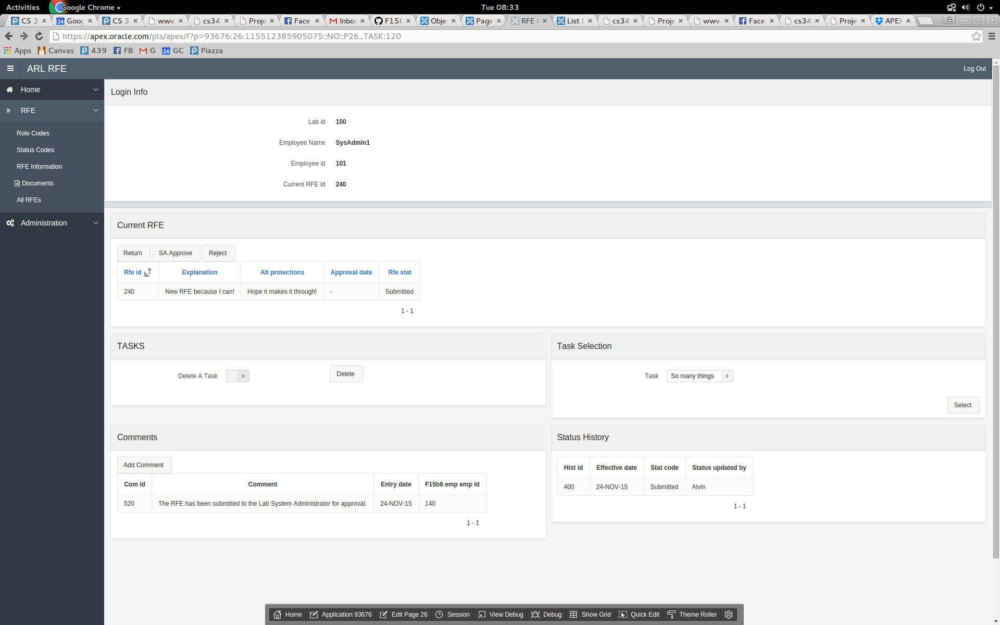 Activities Google Chrome Tue 08:33
CS 3 Goog CS 3 www cs34 Proje Face Inbo F15B Obje Page RFE List cs34 Proje www Face cs34 Proje APEX
https://apex.oracle.com/pls/apex/f?p=93676:26:115512385905075::NO::P26_TASK:120
Apps Canvas 439 FB G 24 GC Piazza
ARL RFE Log Out
Home
RFE
Role Codes
Status Codes
RFE Information
Documents
All RFEs
Administration
Login Info
Lab id 100
Employee Name SysAdmin1
Employee id 101
Current RFE Id 240
Current RFE
Return SA Approve Reject
Rfe id Explanation Alt protections Approval date Rfe stat
240 New RFE because I can! Hope it makes it through! - Submitted
1 - 1
TASKS
Delete A Task Delete
Task Selection
Task So many things
Select
Comments
Add Comment
Com id Comment Entry date F15b6 emp emp id
520 The RFE has been submitted to the Lab System Administrator for approval. 24-NOV-15 140
1 - 1
Status History
Hist id Effective date Stat code Status updated by
400 24-NOV-15 Submitted Alvin
1 - 1
Home Application 93676 Edit Page 26 Session View Debug Debug Show Grid Quick Edit Theme Roller